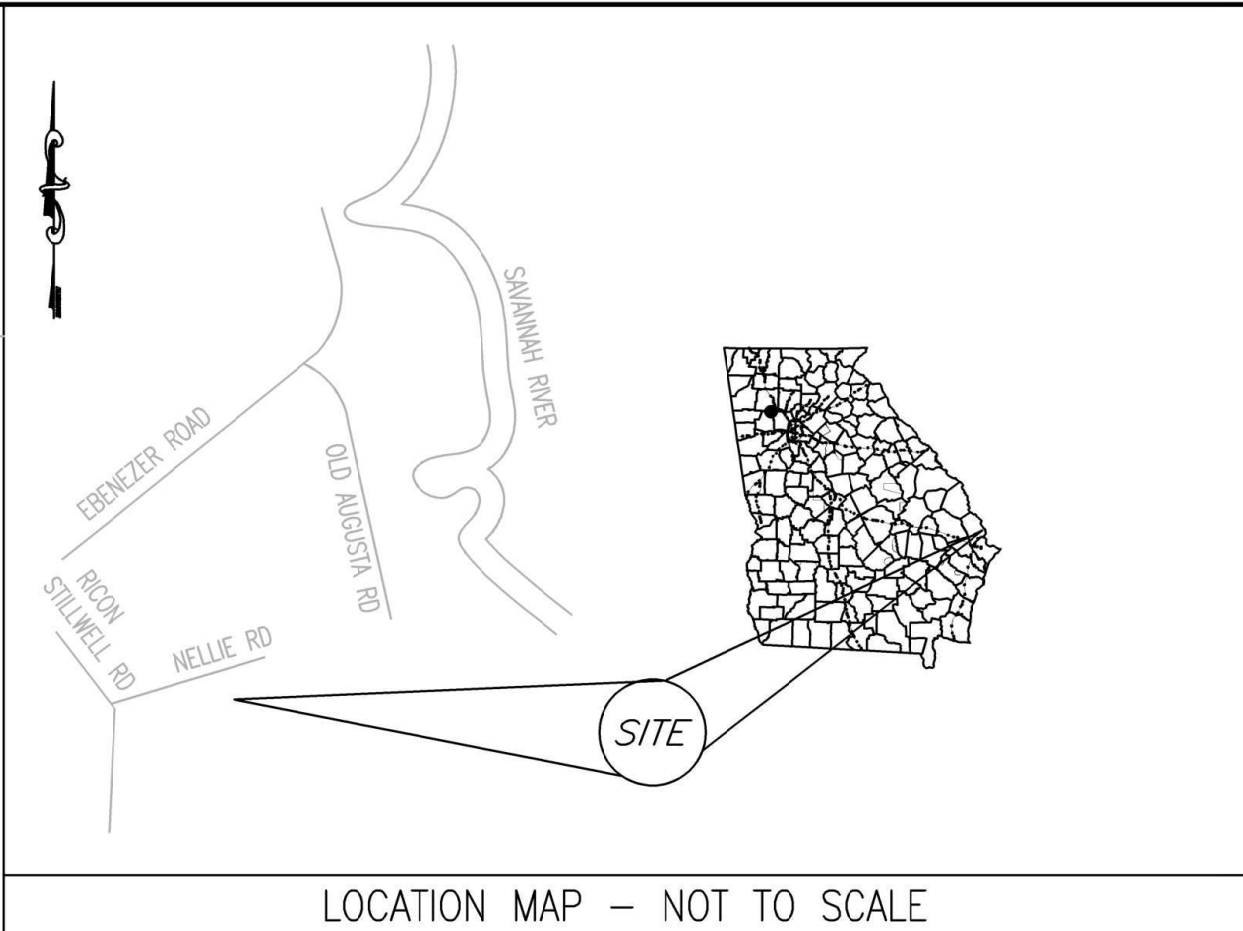 SAVANNAH RIVER
EBENEZER ROAD
OLD AUGUSTA RD
RICON
STILLWELL RD
NELLIE RD
SITE
LOCATION MAP – NOT TO SCALE